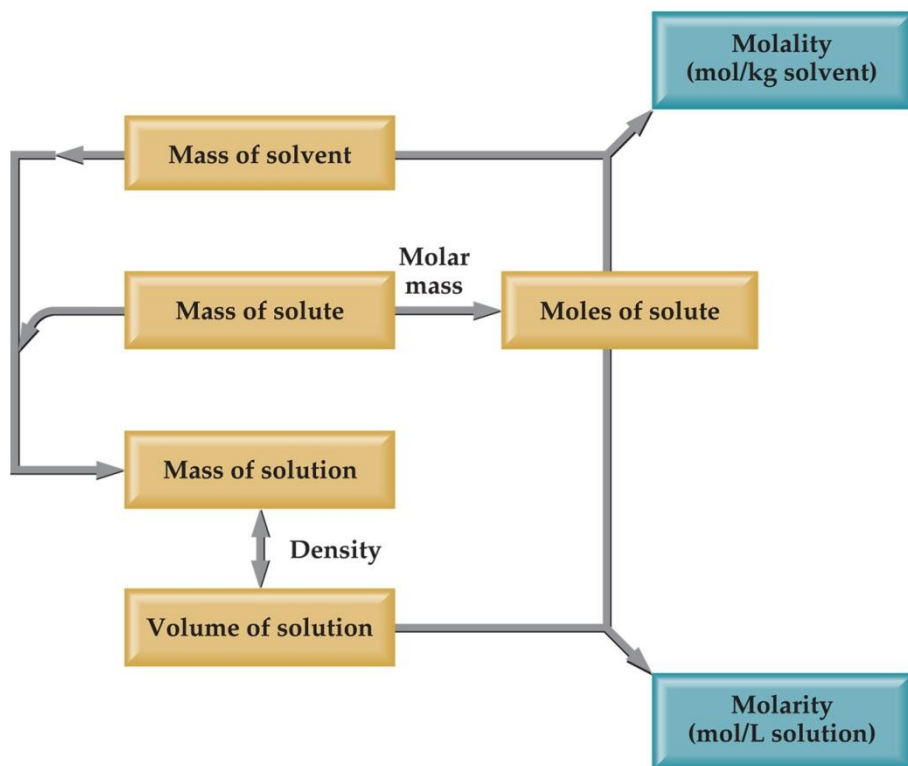 Molality
(mol/kg solvent)
Mass of solvent
Molar
mass
Mass of solute
Moles of solute
Mass of solution
Density
Volume of solution
Molarity
(mol/L solution)